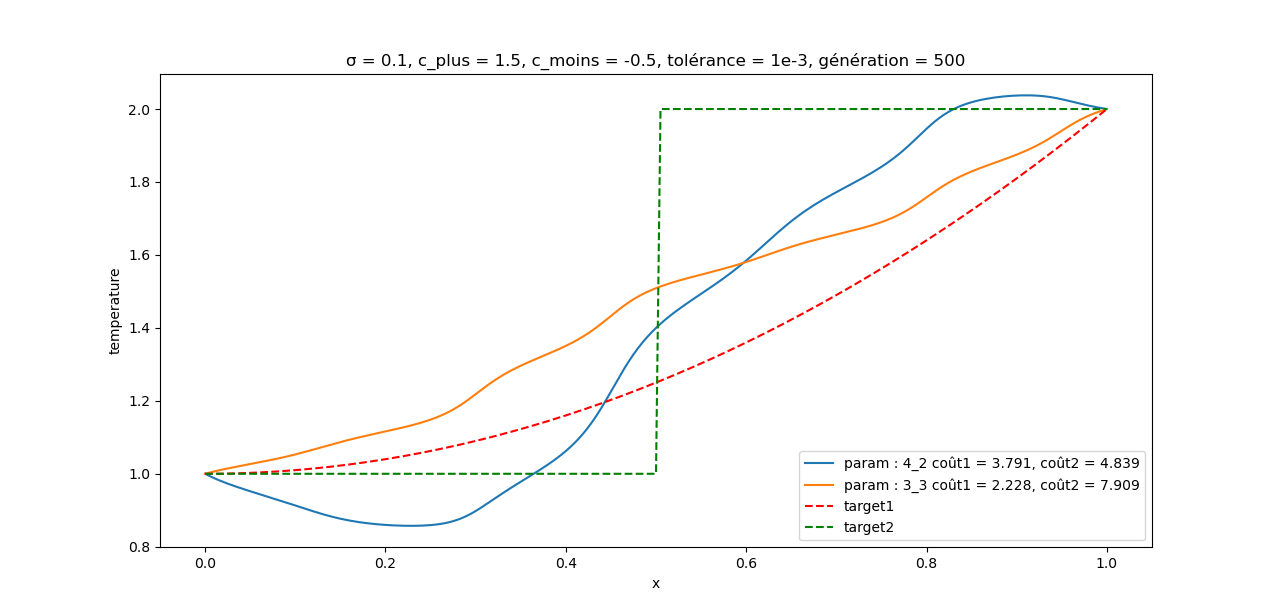 σ = 0.1, c_plus = 1.5, c_moins = -0.5, tolérance = 1e-3, génération = 500
2.0
1.8
1.6
1.4
1.2
1.0
0.8
temperature
0.0
0.2
0.4
0.6
0.8
1.0
x
param : 4_2 coût1 = 3.791, coût2 = 4.839
param : 3_3 coût1 = 2.228, coût2 = 7.909
target1
target2